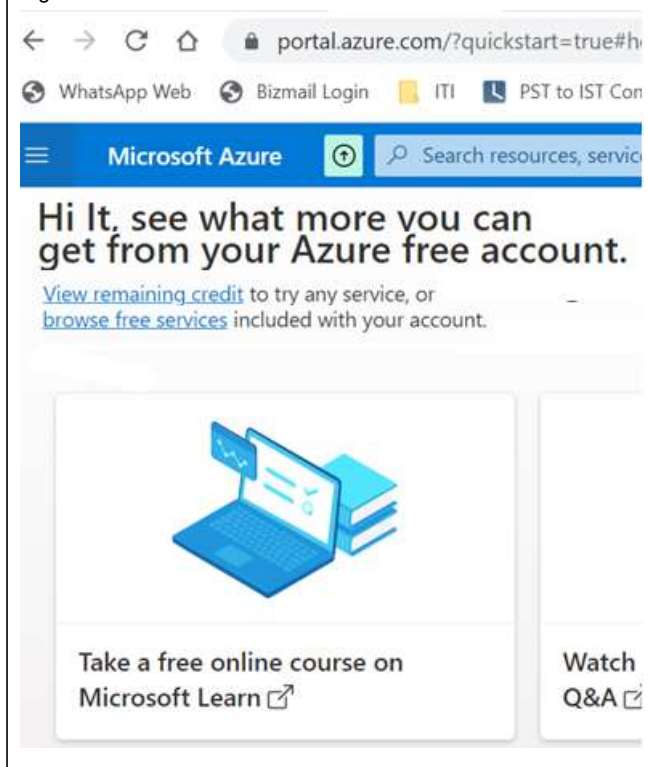 portal.azure.com/?quickstart=true#h
WhatsApp Web Bizmail Login ITI PST to IST Con
Microsoft Azure Search resources, servic
Hi It, see what more you can
get from your Azure free account.
View remaining credit to try any service, or
browse free services included with your account.
Take a free online course on
Microsoft Learn
Watch
Q&A